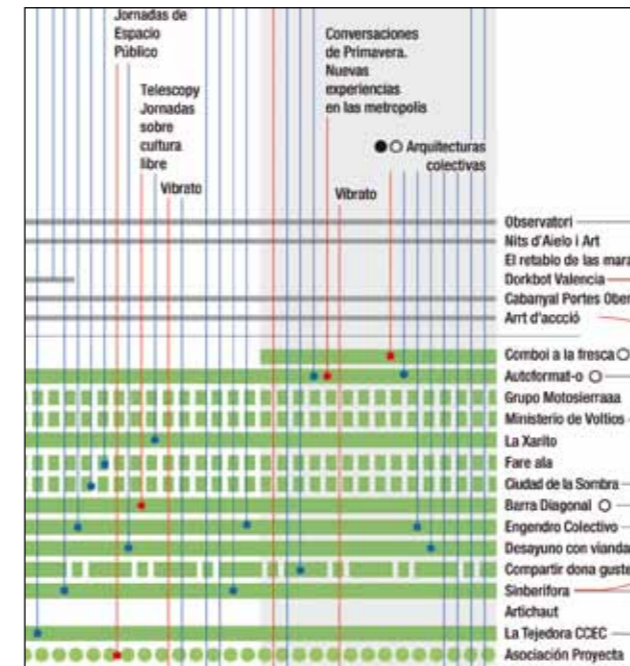 Jornadas de
Espacio
Público
Telescopy
Jornadas
sobre
cultura
libre
Vibrato
Conversaciones
de Primavera.
Nuevas
experiencias
en las metropolis
Arquitecturas
colectivas
Vibrato
Observatori
Nits d'Aielo i Art
El retablo de las mara
Dorkbot Valencia
Cabanyal Portes Ober
Arrt d'accció
Comboi a la fresca
Autoformat-o
Grupo Motosierraaa
Ministerio de Voltios
La Xarito
Fare ala
Ciudad de la Sombra
Barra Diagonal
Engendro Colectivo
Desayuno con vianda
Compartir dona guste
Sinberifora
Artichaut
La Tejedora CCEC
Asociación Proyecta